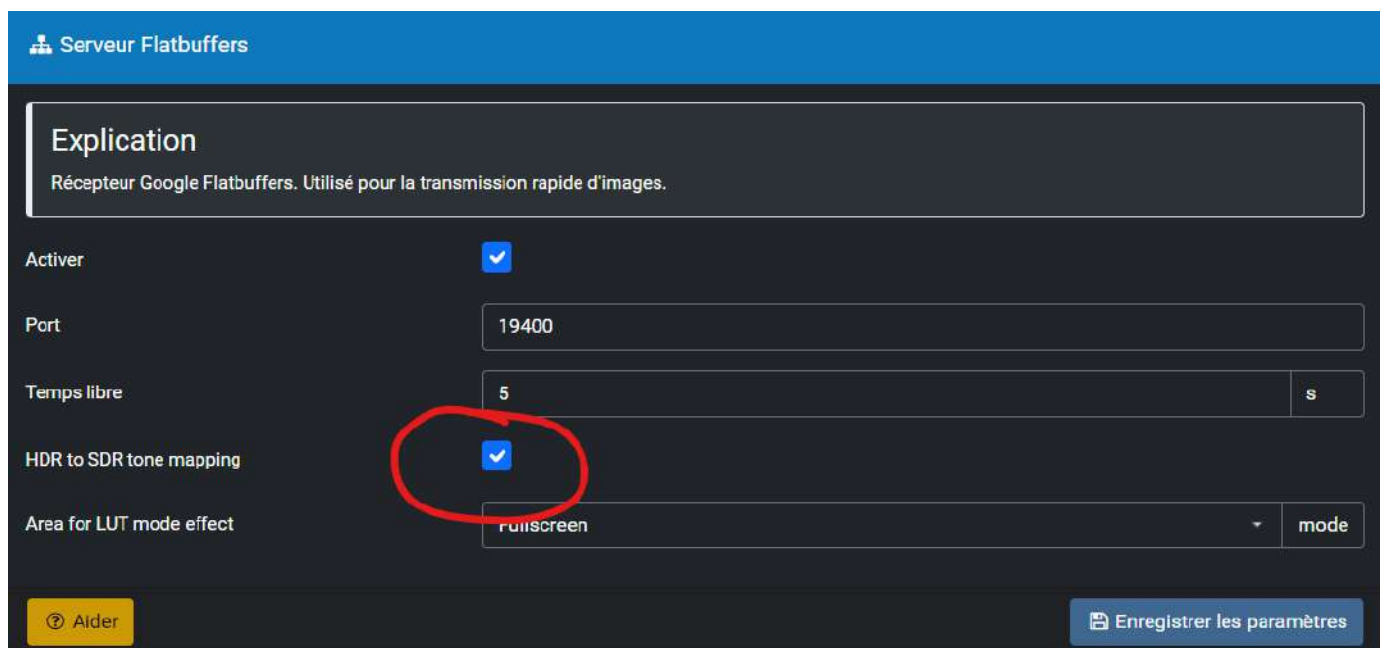 Serveur Flatbuffers
Explication
Récepteur Google Flatbuffers. Utilisé pour la transmission rapide d'images.
Activer
Port 19400
Temps libre 5 s
HDR to SDR tone mapping
Area for LUT mode effect Fullscreen mode
Aider Enregistrer les paramètres